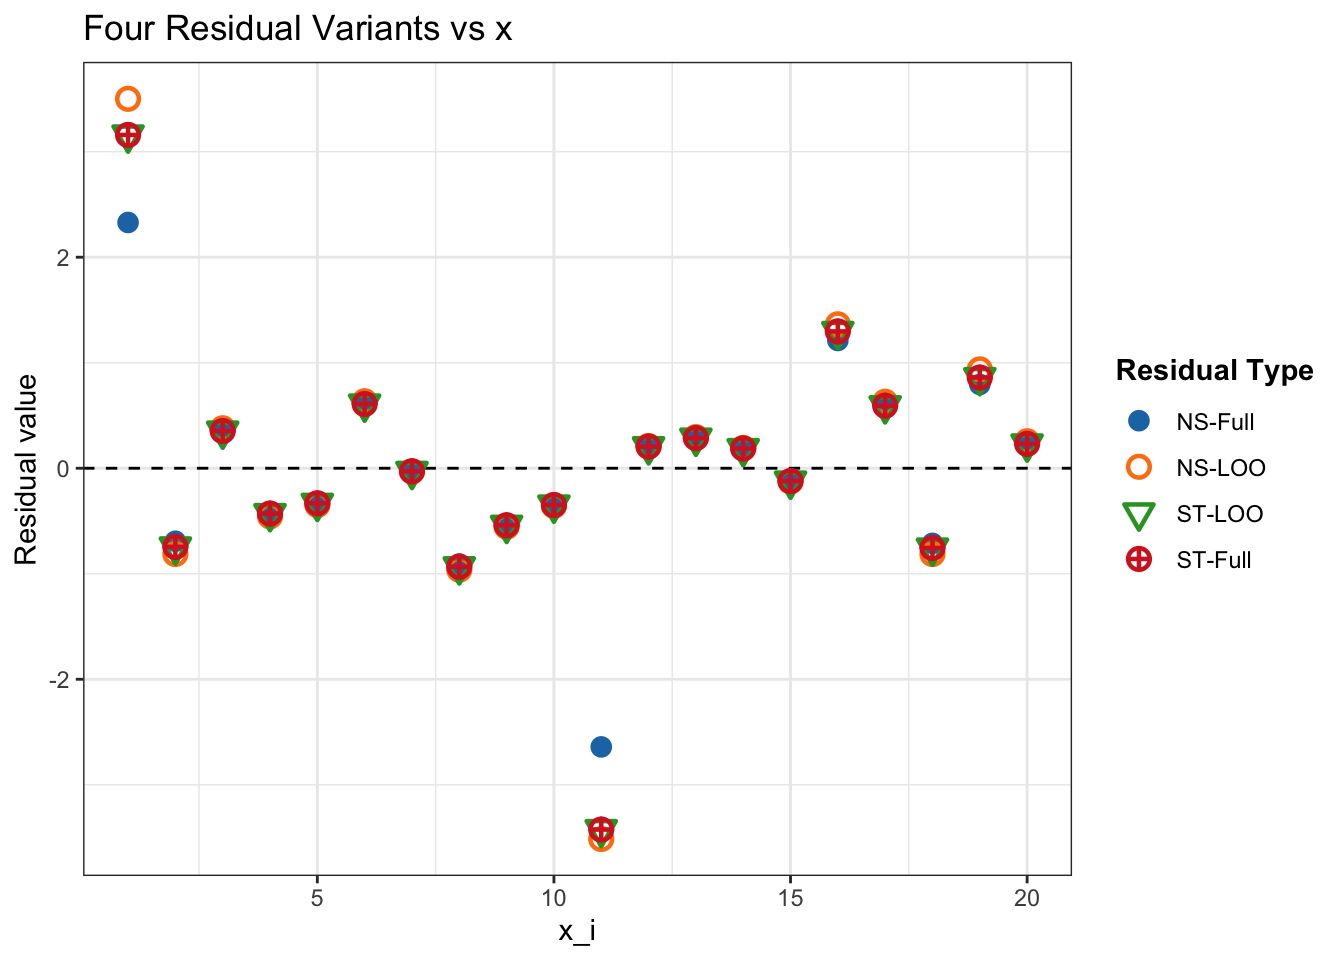 Four Residual Variants vs x
Residual value
2
0
-2
5
10
15
20
x_i
Residual Type
NS-Full
NS-LOO
ST-LOO
ST-Full